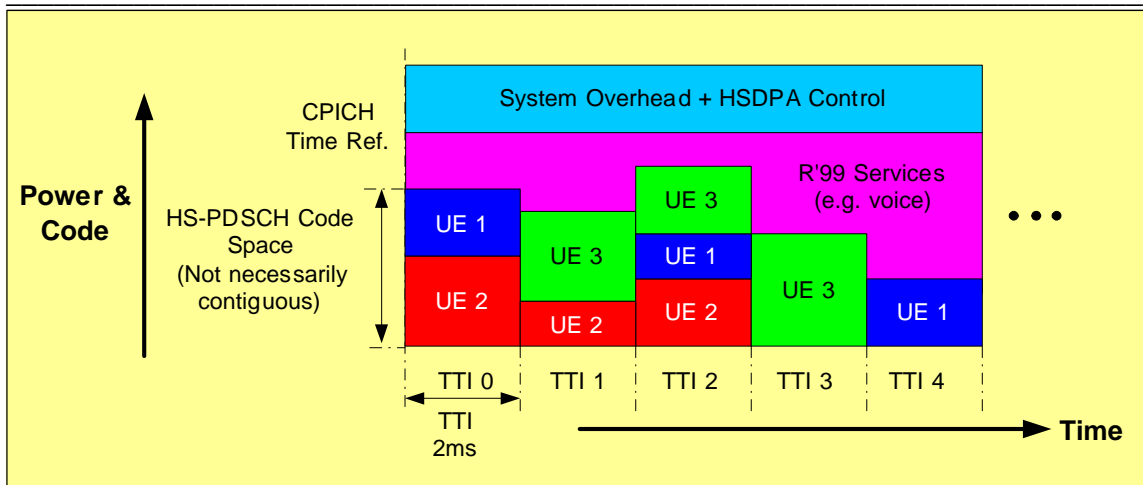 System Overhead + HSDPA Control
CPICH
Time Ref.
R'99 Services
(e.g. voice)
Power &
Code
HS-PDSCH Code
Space
(Not necessarily
contiguous)
UE 1
UE 2
UE 3
UE 2
UE 3
UE 1
UE 2
UE 3
UE 1
TTI 0
TTI 1
TTI 2
TTI 3
TTI 4
TTI
2ms
Time